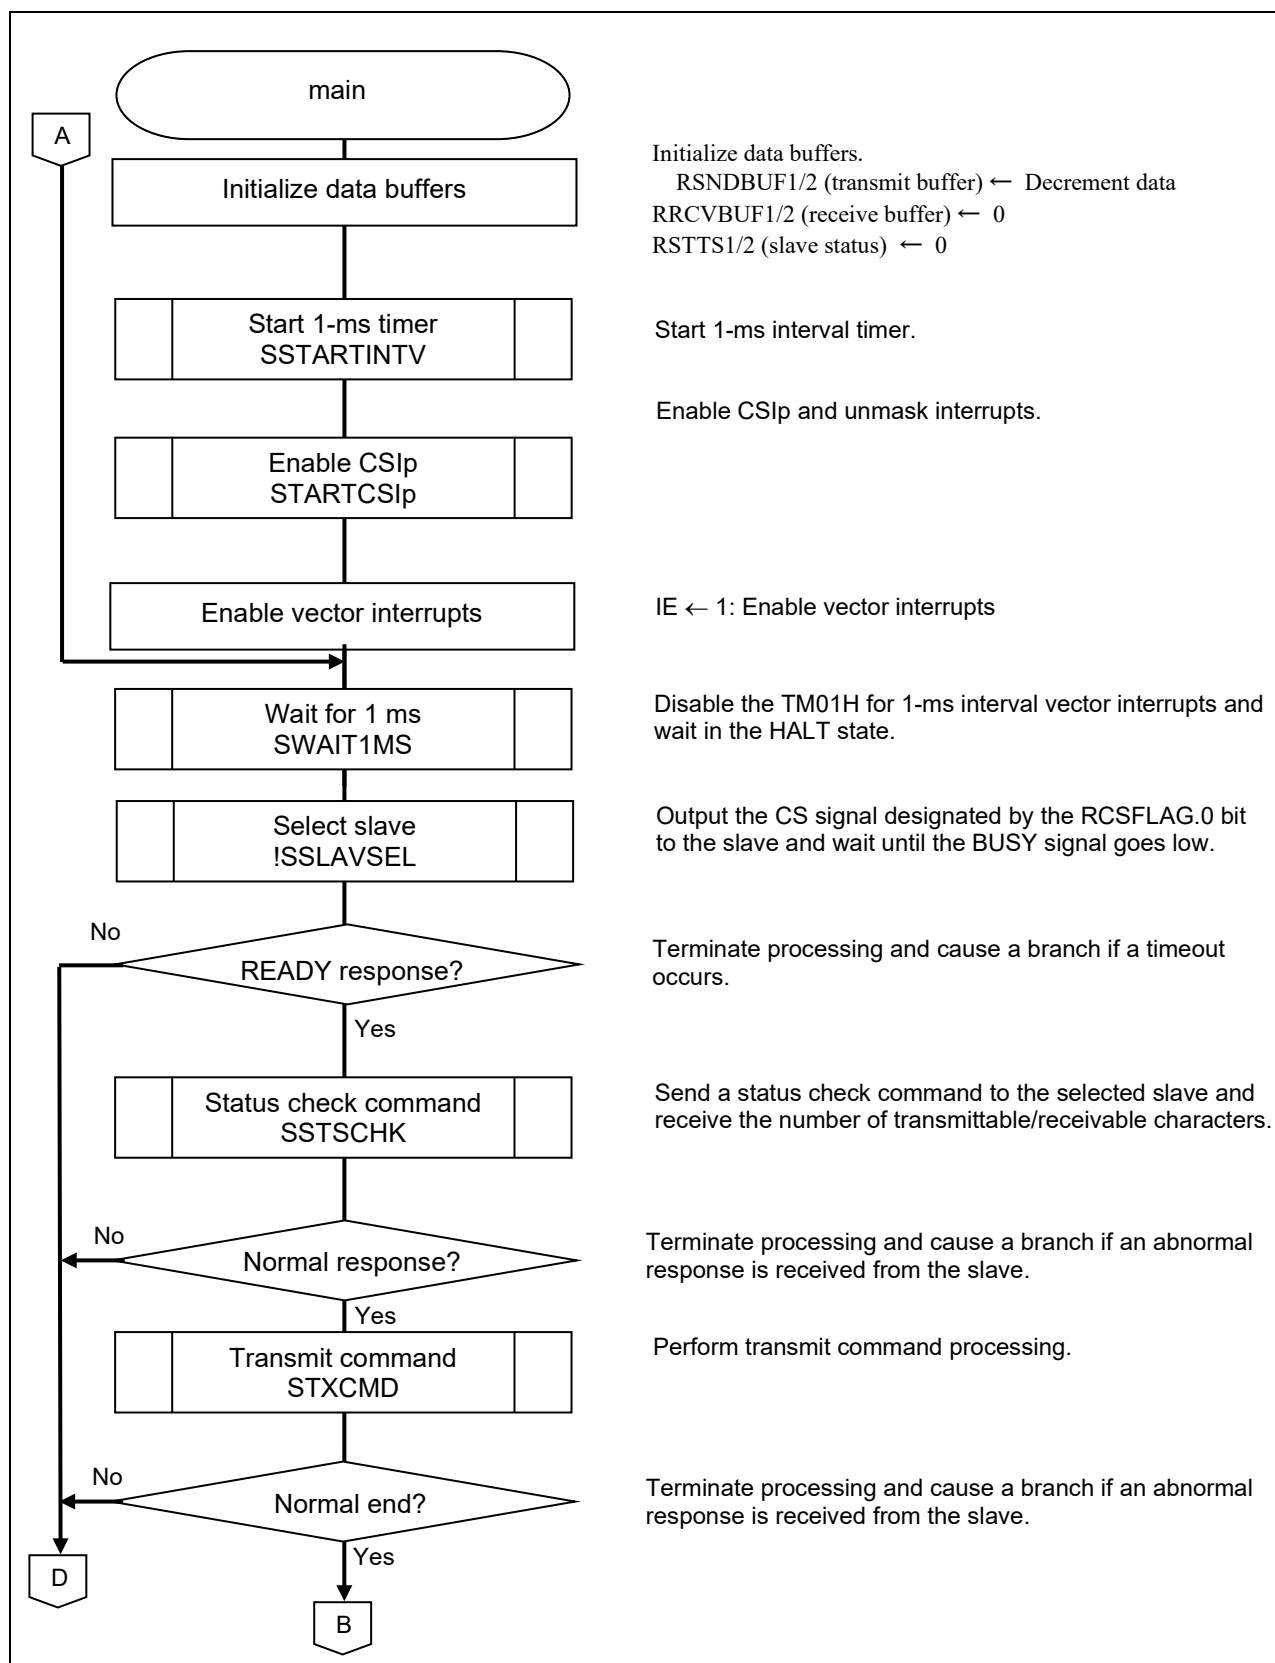 main
A
Initialize data buffers
Initialize data buffers.
RSNDBUF1/2 (transmit buffer) ← Decrement data
RRCVBUF1/2 (receive buffer) ← 0
RSTTS1/2 (slave status) ← 0
Start 1-ms timer
SSTARTINTV
Start 1-ms interval timer.
Enable CSIp and unmask interrupts.
Enable CSIp
STARTCSIp
Enable vector interrupts
IE ← 1: Enable vector interrupts
Wait for 1 ms
SWAIT1MS
Disable the TM01H for 1-ms interval vector interrupts and
wait in the HALT state.
Select slave
!SSLAVSEL
Output the CS signal designated by the RCSFLAG.0 bit
to the slave and wait until the BUSY signal goes low.
No
READY response?
Terminate processing and cause a branch if a timeout
occurs.
Yes
Status check command
SSTSCHK
Send a status check command to the selected slave and
receive the number of transmittable/receivable characters.
No
Normal response?
Terminate processing and cause a branch if an abnormal
response is received from the slave.
Yes
Transmit command
STXCMD
Perform transmit command processing.
No
Normal end?
Terminate processing and cause a branch if an abnormal
response is received from the slave.
Yes
D
B